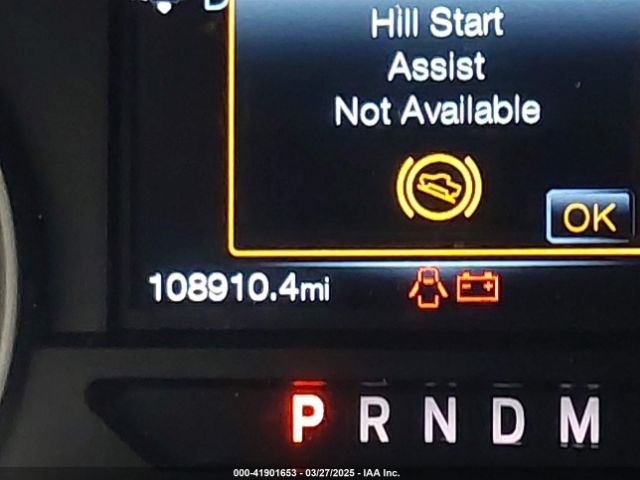 Hill Start
Assist
Not Available
OK
108910.4mi
P R N D M
000-41901653 - 03/27/2025 - IAA Inc.